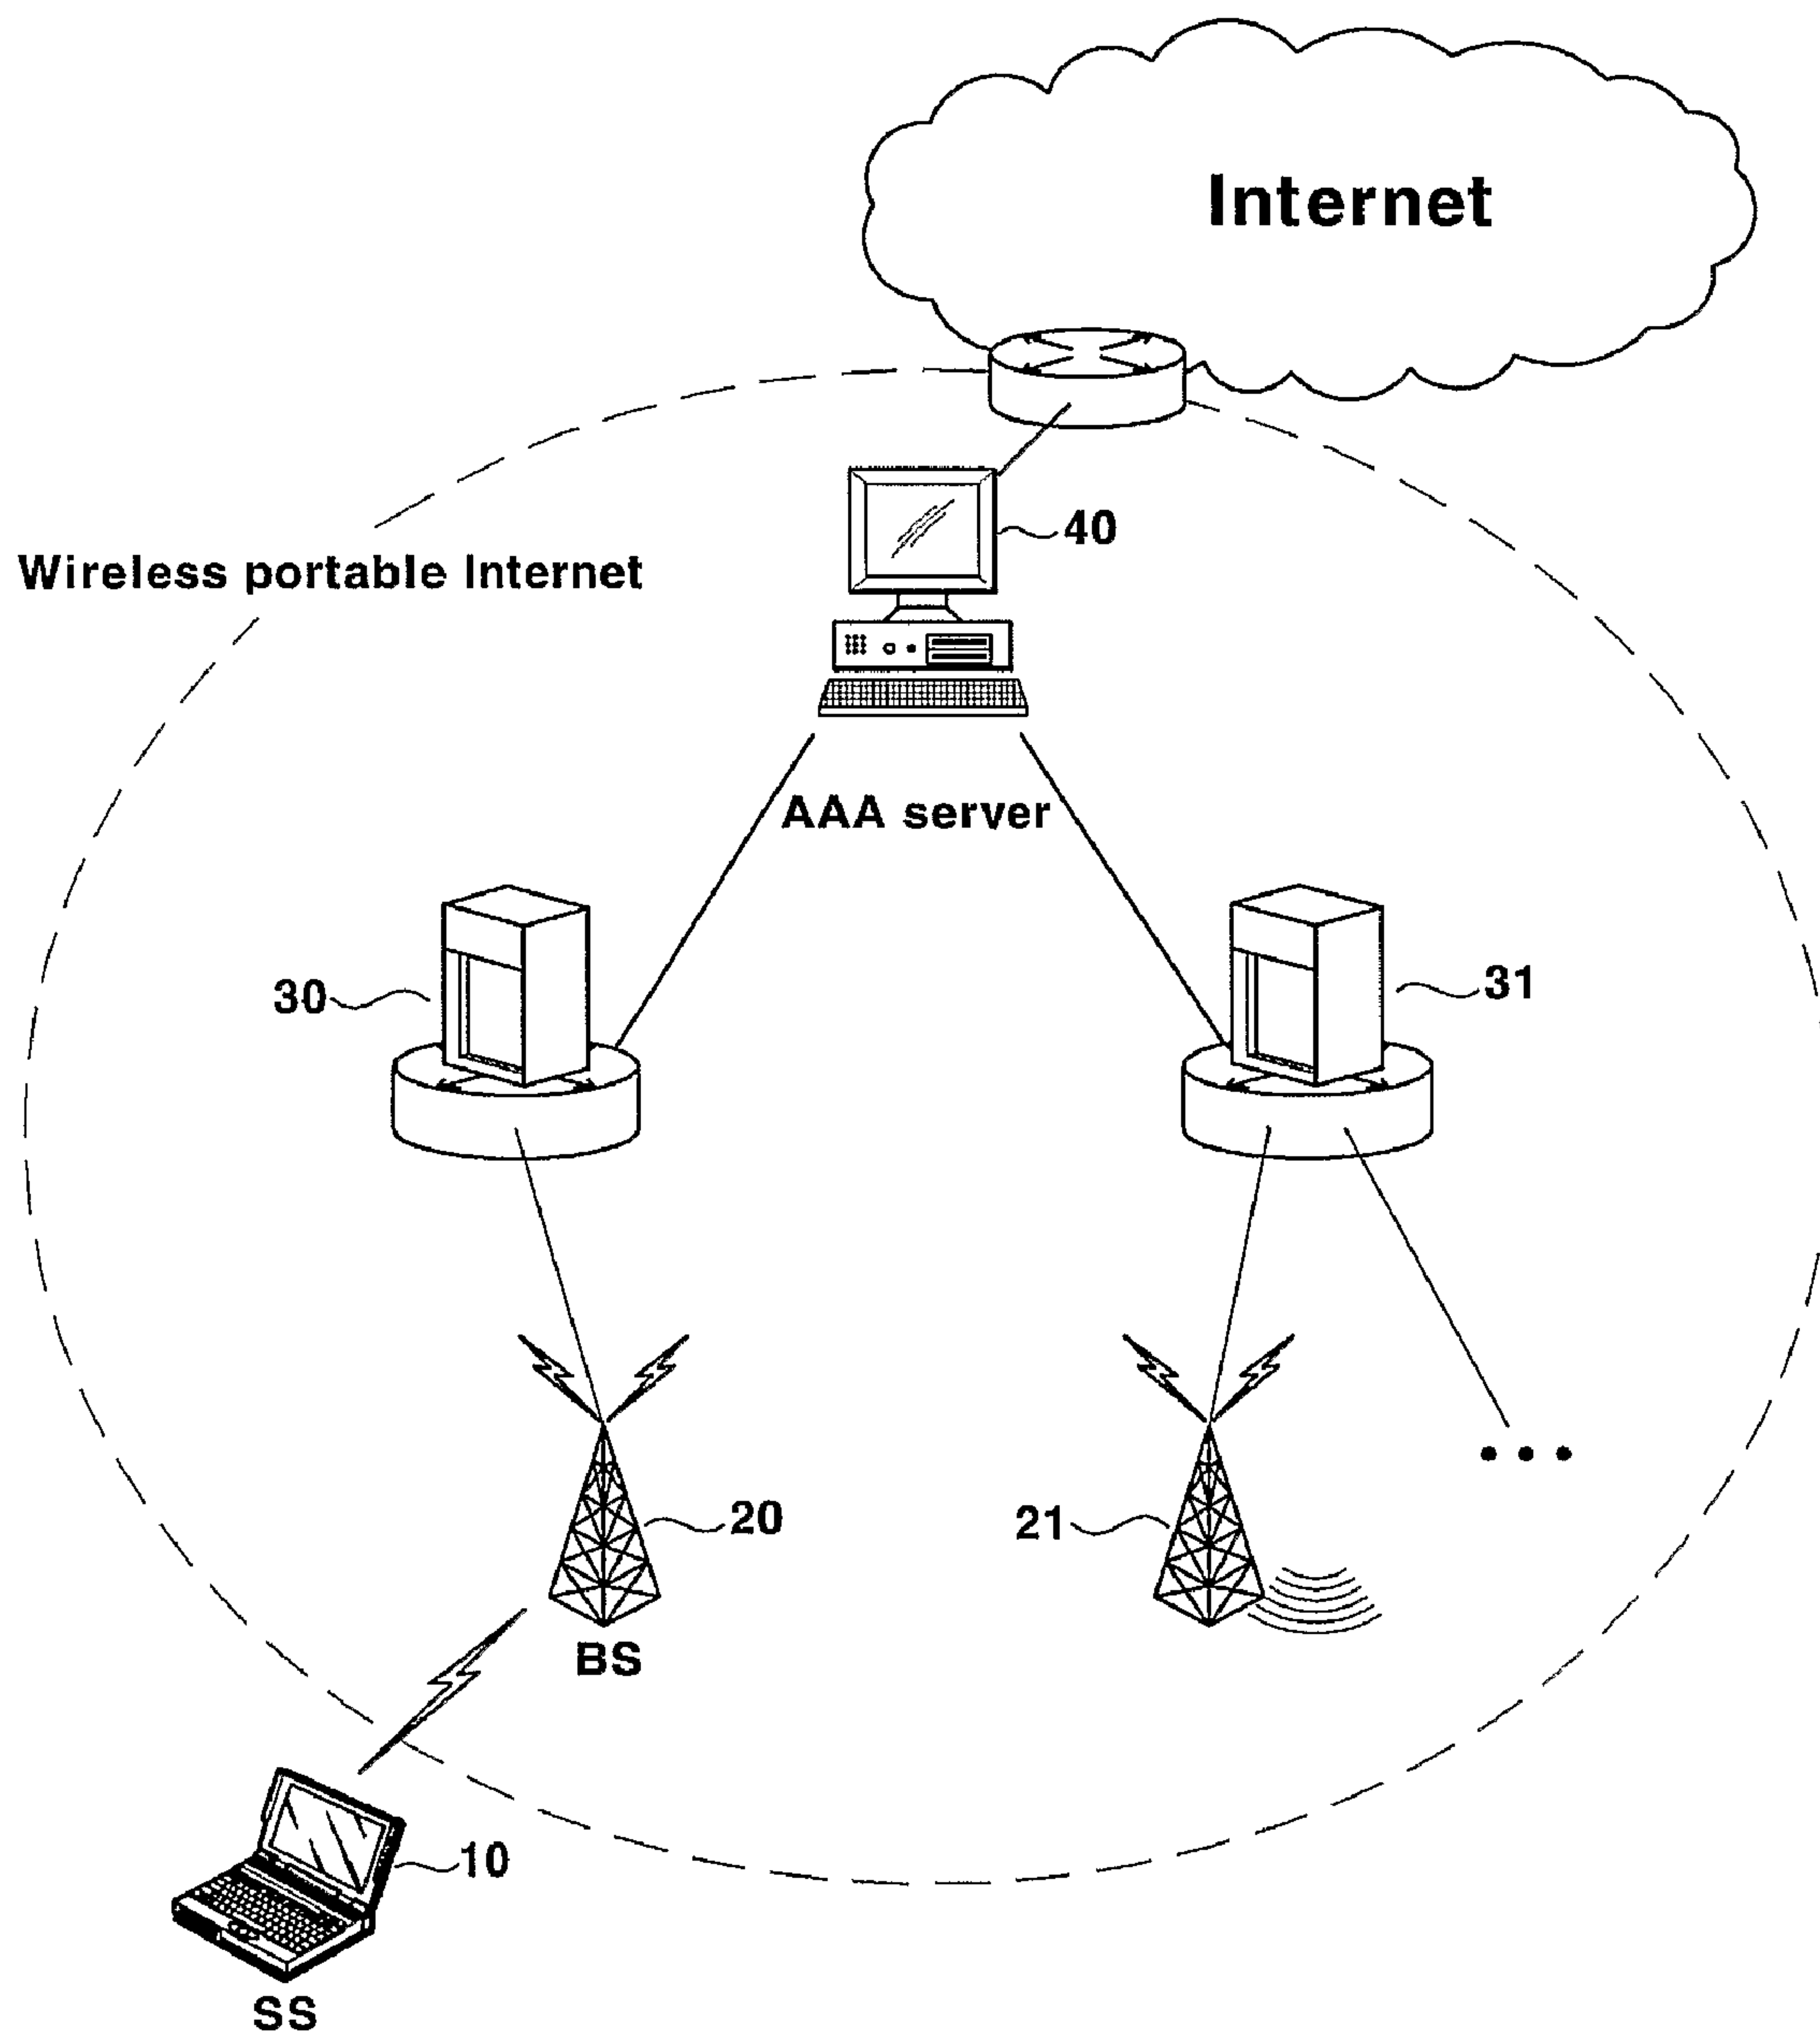 Internet
40
Wireless portable Internet
AAA server
30
31
20
21
BS
10
SS